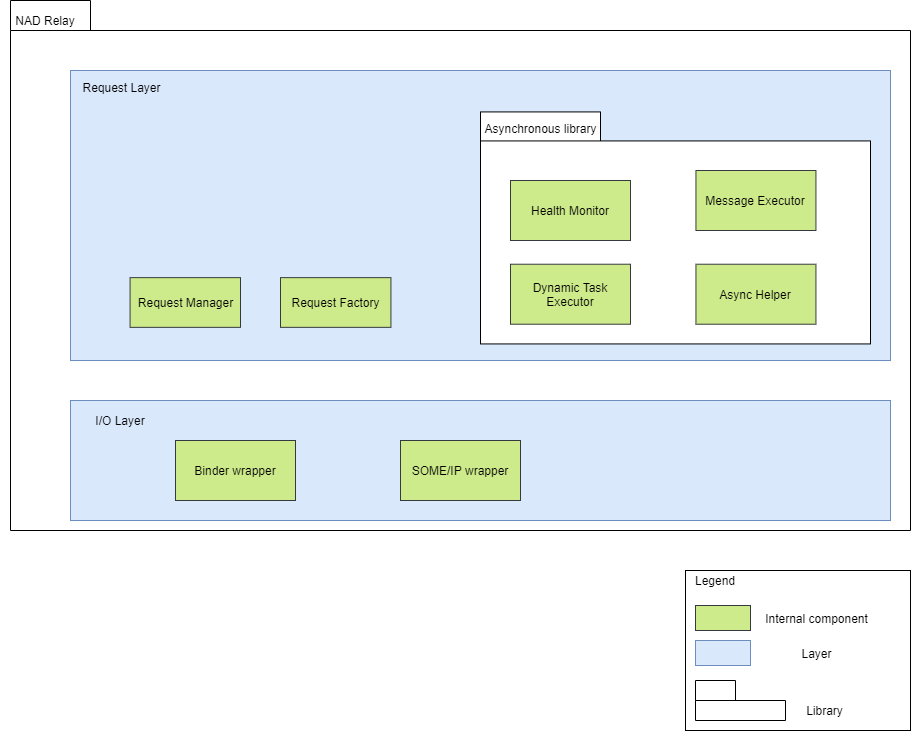 NAD Relay
Request Layer
Asynchronous library
Health Monitor
Message Executor
Dynamic Task
Executor
Async Helper
Request Manager
Request Factory
I/O Layer
Binder wrapper
SOME/IP wrapper
Legend
Internal component
Layer
Library